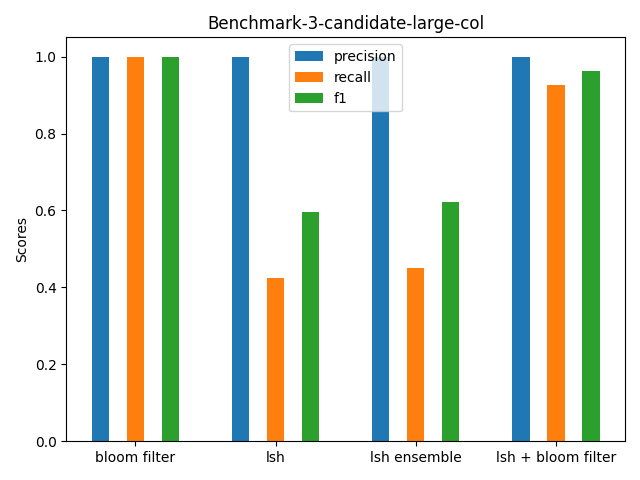 Benchmark-3-candidate-large-col
precision
recall
f1
Scores
1.0
0.8
0.6
0.4
0.2
0.0
bloom filter
lsh
lsh ensemble
lsh + bloom filter